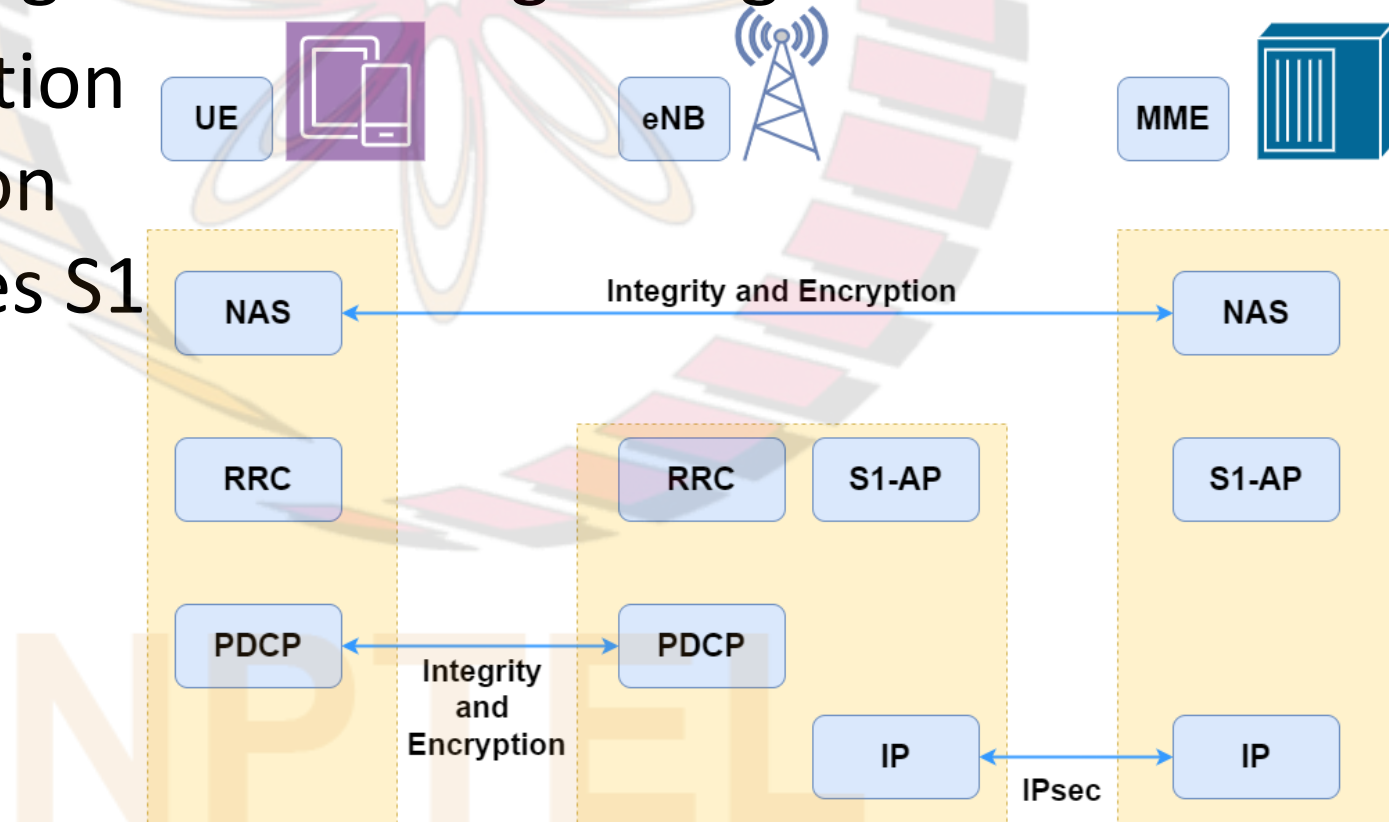 tion
UE
eNB
MME
on
es S1
NAS
Integrity and Encryption
NAS
RRC
RRC
S1-AP
S1-AP
PDCP
PDCP
Integrity
and
Encryption
IP
IP
IPsec
NPTEL